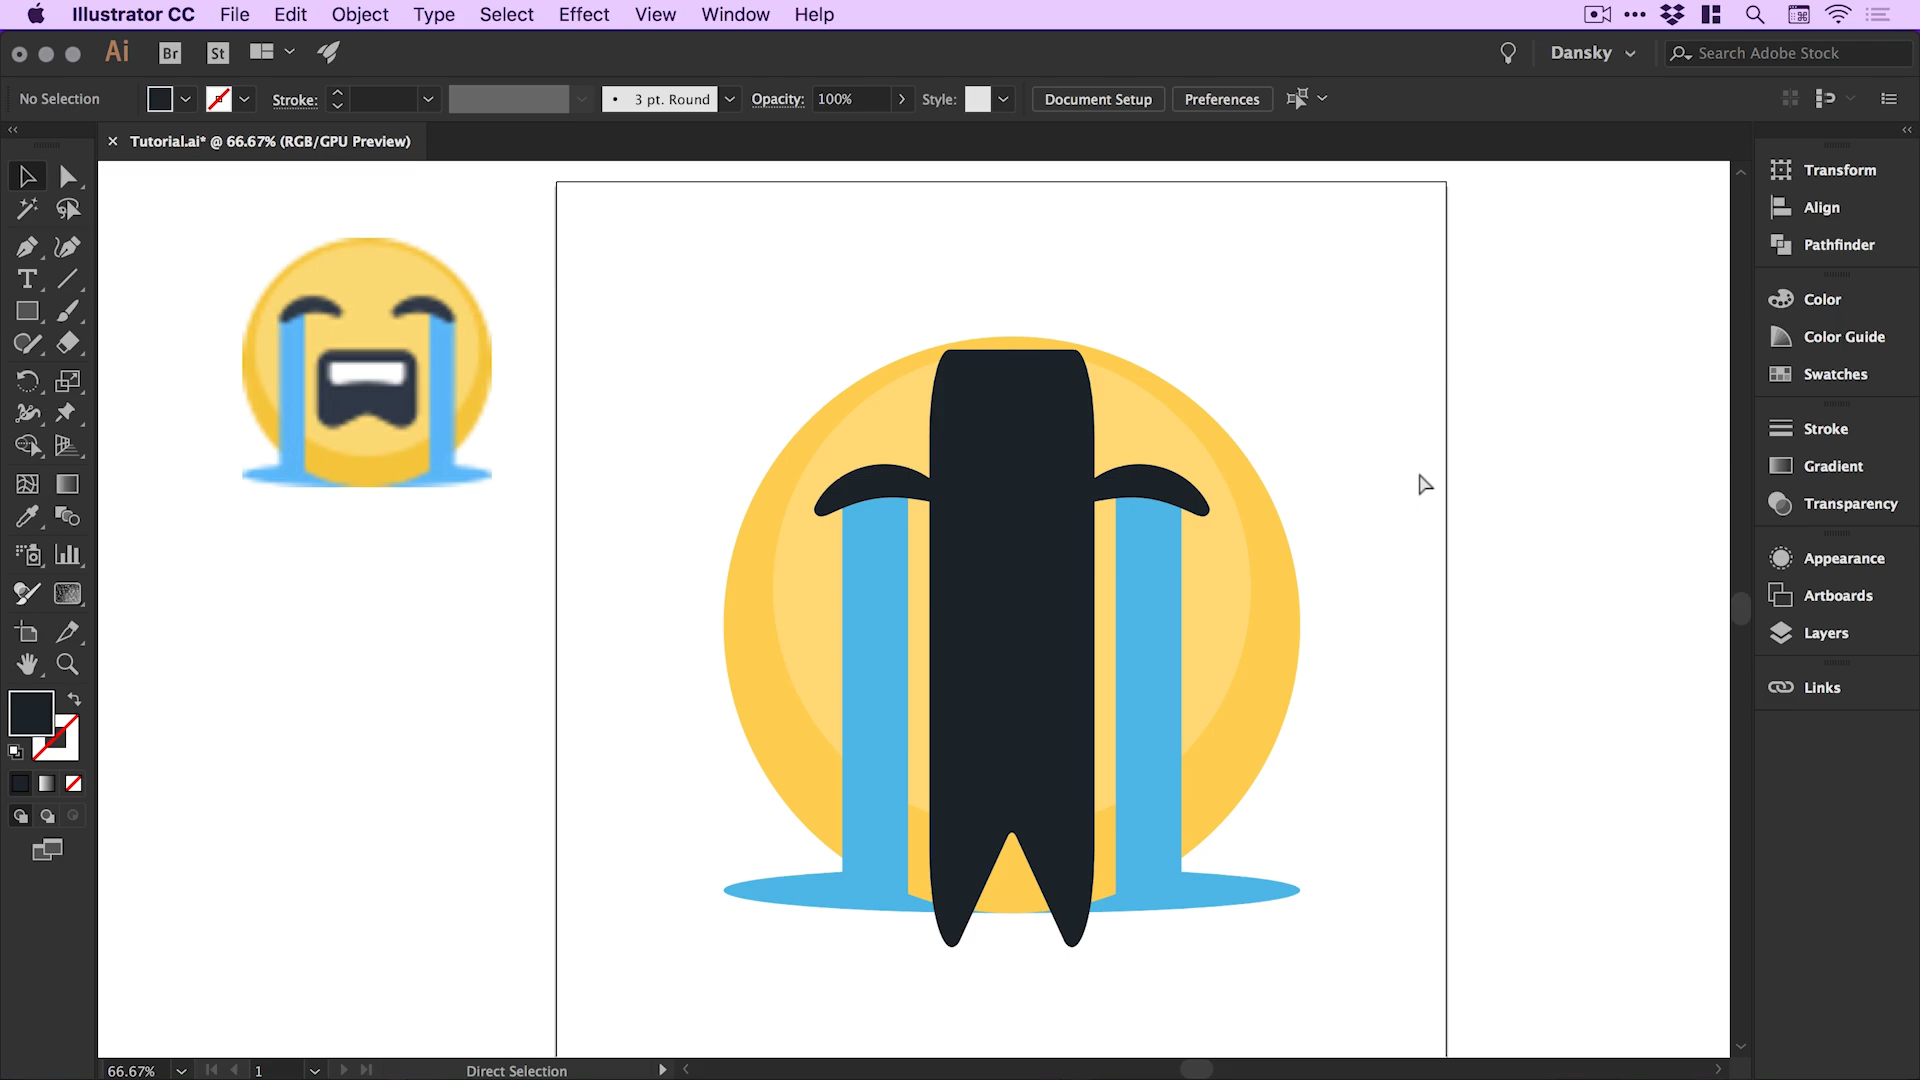 Illustrator CC File Edit Object Type Select Effect View Window Help
Ai Br St Dansky Search Adobe Stock
No Selection Stroke: 3 pt. Round Opacity: 100% Style: Document Setup Preferences
Tutorial.ai* @ 66.67% (RGB/GPU Preview)
Transform
Align
Pathfinder
Color
Color Guide
Swatches
Stroke
Gradient
Transparency
Appearance
Artboards
Layers
Links
66.67% 1 Direct Selection